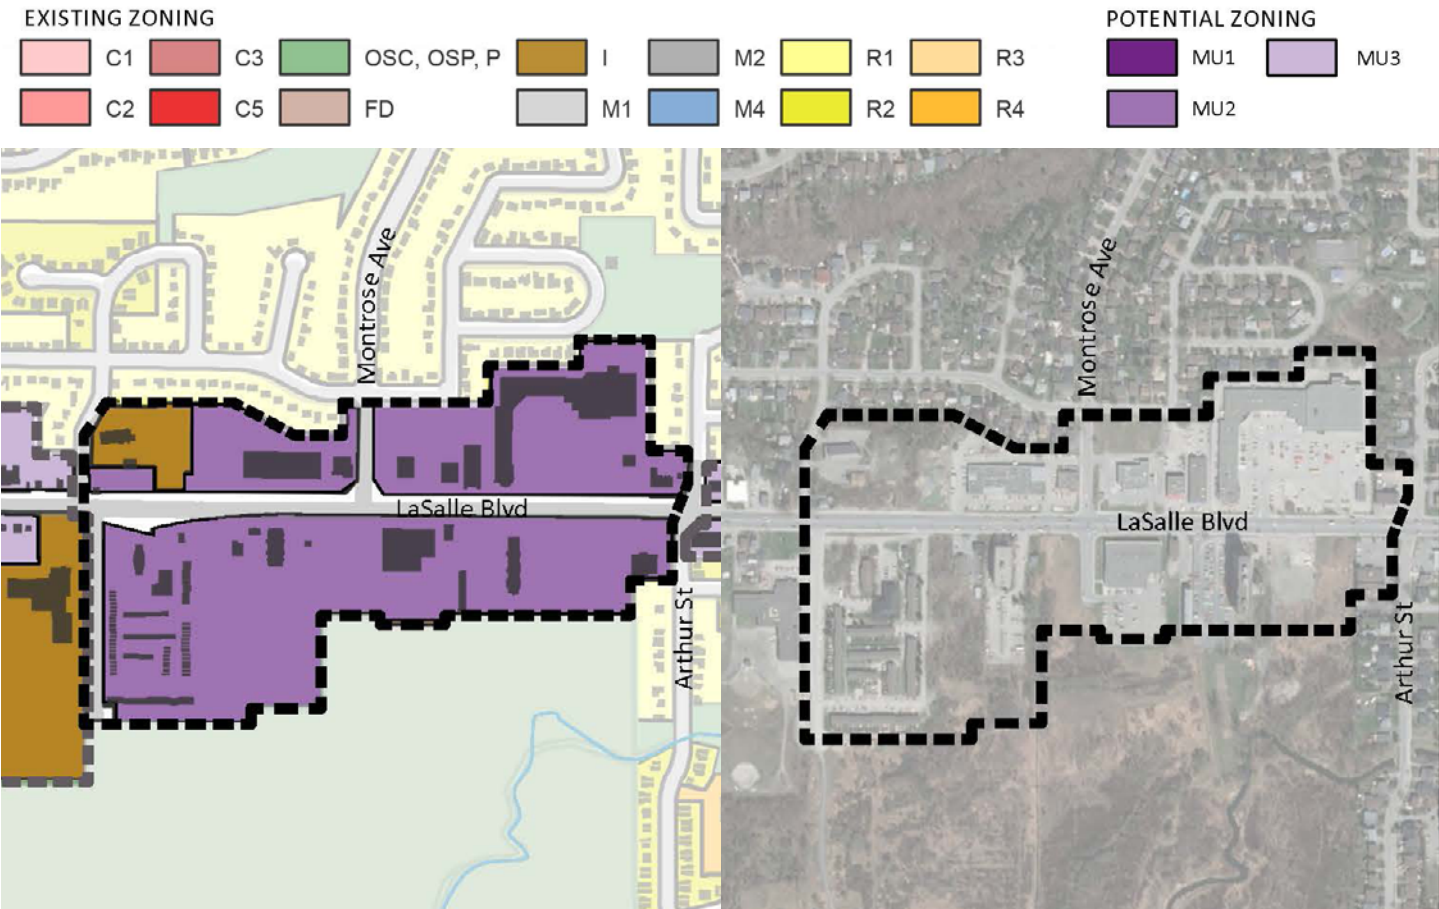 EXISTING ZONING
POTENTIAL ZONING
C1 C3 OSC, OSP, P I M2 R1 R3 MU1 MU3
C2 C5 FD M1 M4 R2 R4 MU2
Montrose Ave
LaSalle Blvd
Arthur St
Montrose Ave
LaSalle Blvd
Arthur St